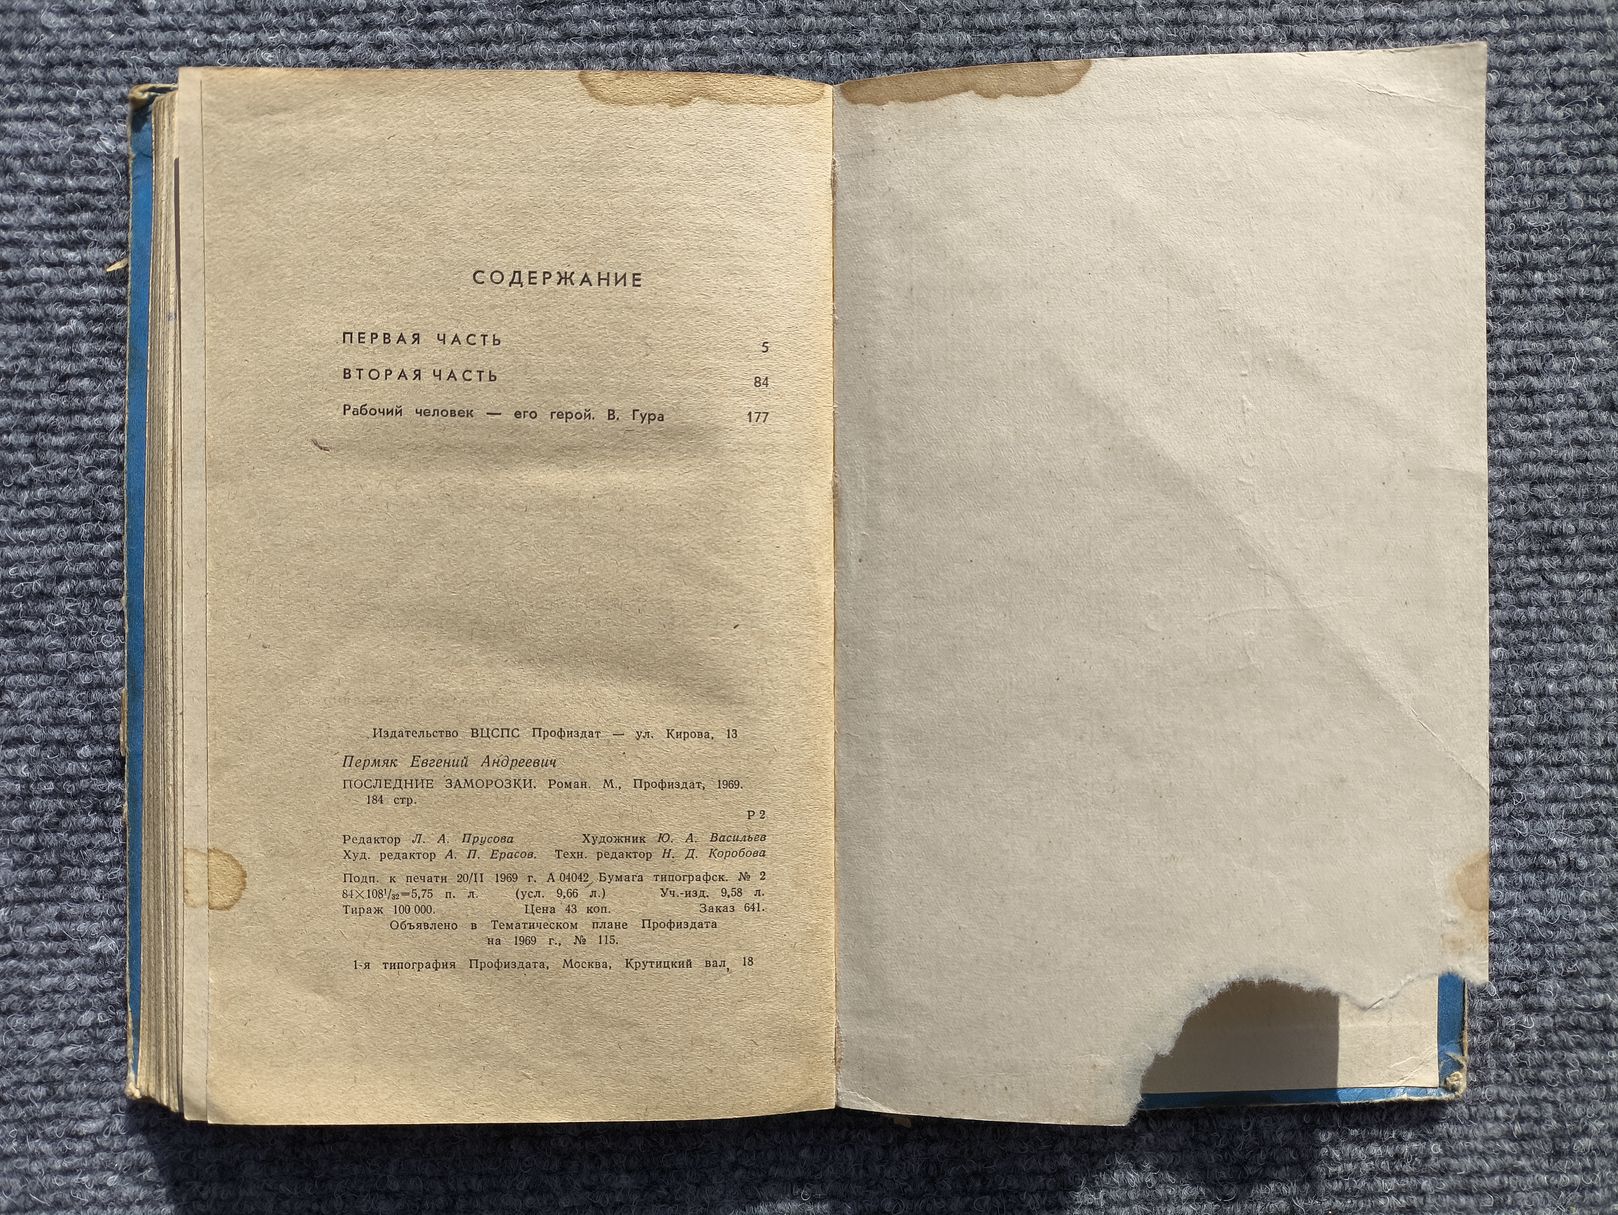 СОДЕРЖАНИЕ
ПЕРВАЯ ЧАСТЬ 5
ВТОРАЯ ЧАСТЬ 84
Рабочий человек — его герой. В. Гура 177
Издательство ВЦСПС Профиздат — ул. Кирова, 13
Пермяк Евгений Андреевич
ПОСЛЕДНИЕ ЗАМОРОЗКИ. Роман. М., Профиздат, 1969.
184 стр.
Р 2
Редактор Л. А. Прусова Художник Ю. А. Васильев
Худ. редактор А. П. Ерасов. Техн. редактор Н. Д. Коробова
Подп. к печати 20/II 1969 г. А 04042 Бумага типографск. № 2
84×108¹/₃₂=5,75 п. л. (усл. 9,66 л.) Уч.-изд. 9,58 л.
Тираж 100 000. Цена 43 коп. Заказ 641.
Объявлено в Тематическом плане Профиздата
на 1969 г., № 115.
1-я типография Профиздата, Москва, Крутицкий вал, 18